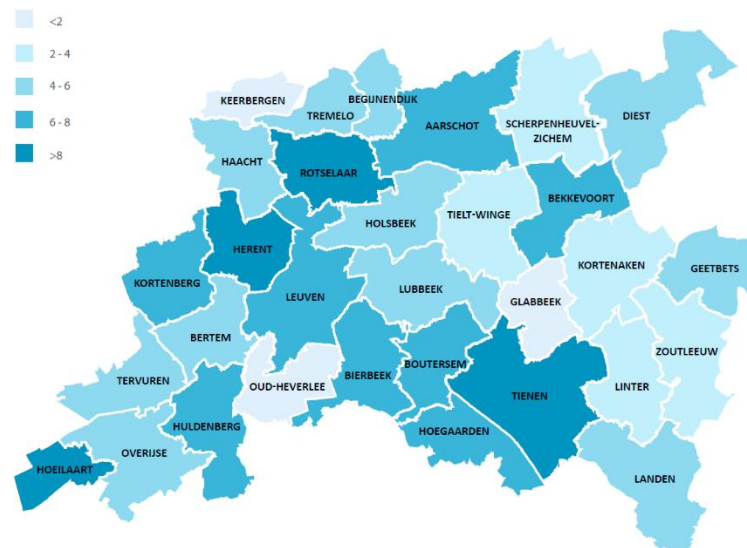 <2
2 - 4
4 - 6
6 - 8
>8
KEERBERGEN
TREMELO
BEGIJNENDIJK
AARSCHOT
SCHERPENHEUVEL-
ZICHEM
DIEST
HAACHT
ROTSELAAR
HOLSBEEK
TIELT-WINGE
BEKKEVOORT
HERENT
KORTENBERG
LEUVEN
LUBBEEK
GLABBEEK
KORTENAKEN
GEETBETS
BERTEM
ZOUTLEEUW
TERVUREN
OUD-HEVERLEE
BIERBEEK
BOUTERSEM
TIENEN
LINTER
HULDENBERG
HOEGAARDEN
OVERIJSE
HOEILAART
LANDEN